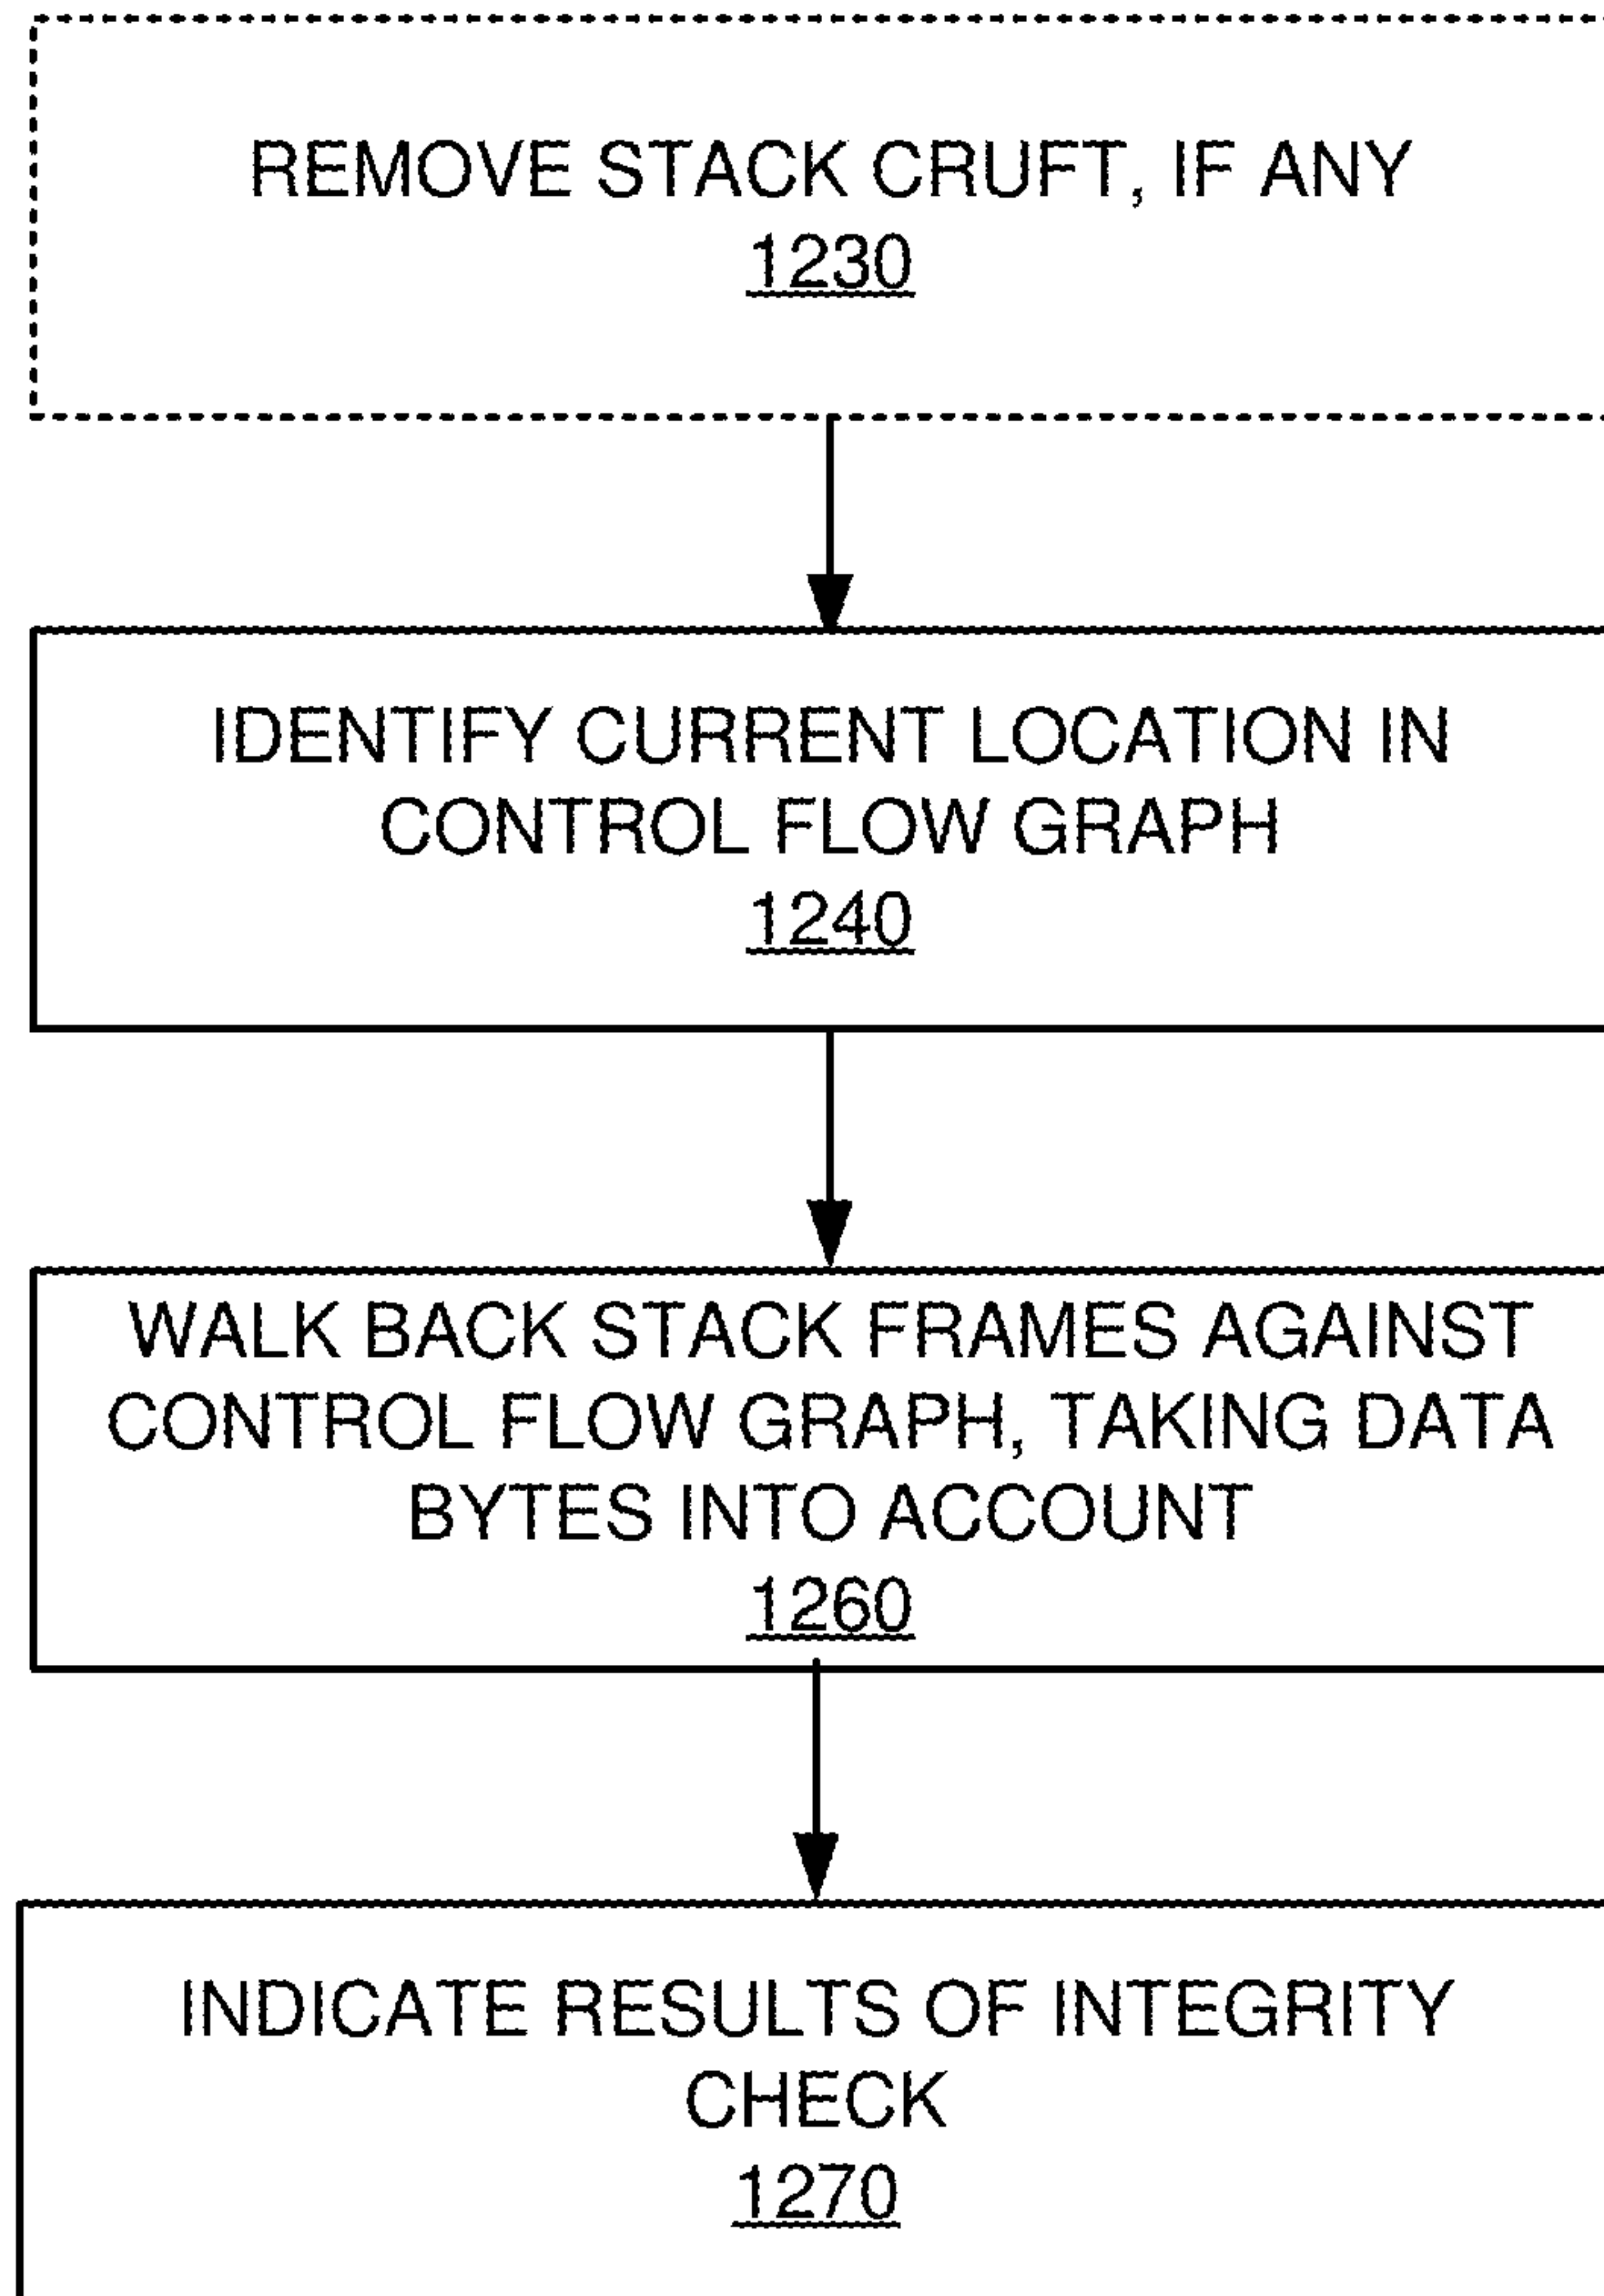 REMOVE STACK CRUFT, IF ANY
1230
IDENTIFY CURRENT LOCATION IN
CONTROL FLOW GRAPH
1240
WALK BACK STACK FRAMES AGAINST
CONTROL FLOW GRAPH, TAKING DATA
BYTES INTO ACCOUNT
1260
INDICATE RESULTS OF INTEGRITY
CHECK
1270